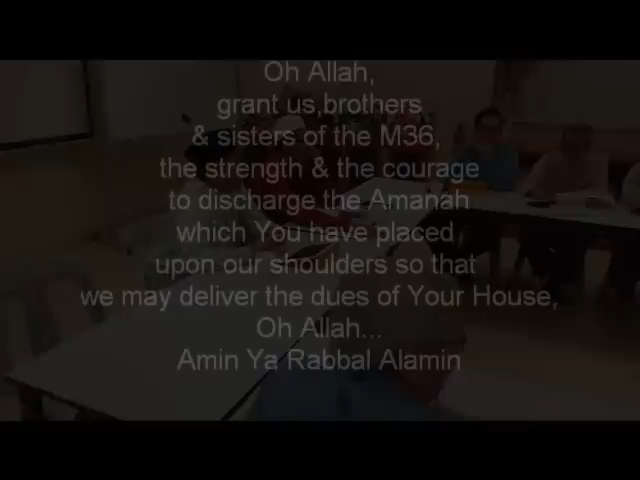 Oh Allah,
grant us,brothers
& sisters of the M36,
the strength & the courage
to discharge the Amanah
which You have placed
upon our shoulders so that
we may deliver the dues of Your House,
Oh Allah...
Amin Ya Rabbal Alamin